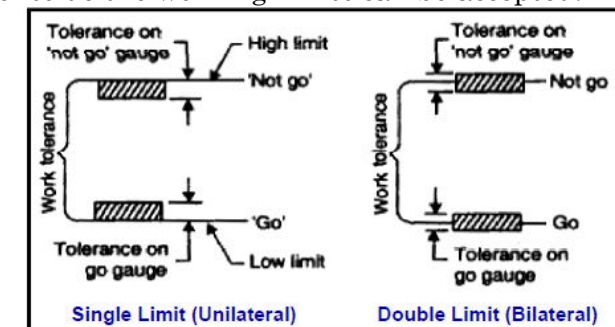 Tolerance on
'not go' gauge
High limit
'Not go'
Work tolerance
'Go'
Tolerance on
go gauge
Low limit
Single Limit (Unilateral)
Tolerance on
'not go' gauge
Not go
Work tolerance
Go
Tolerance on
go gauge
Double Limit (Bilateral)